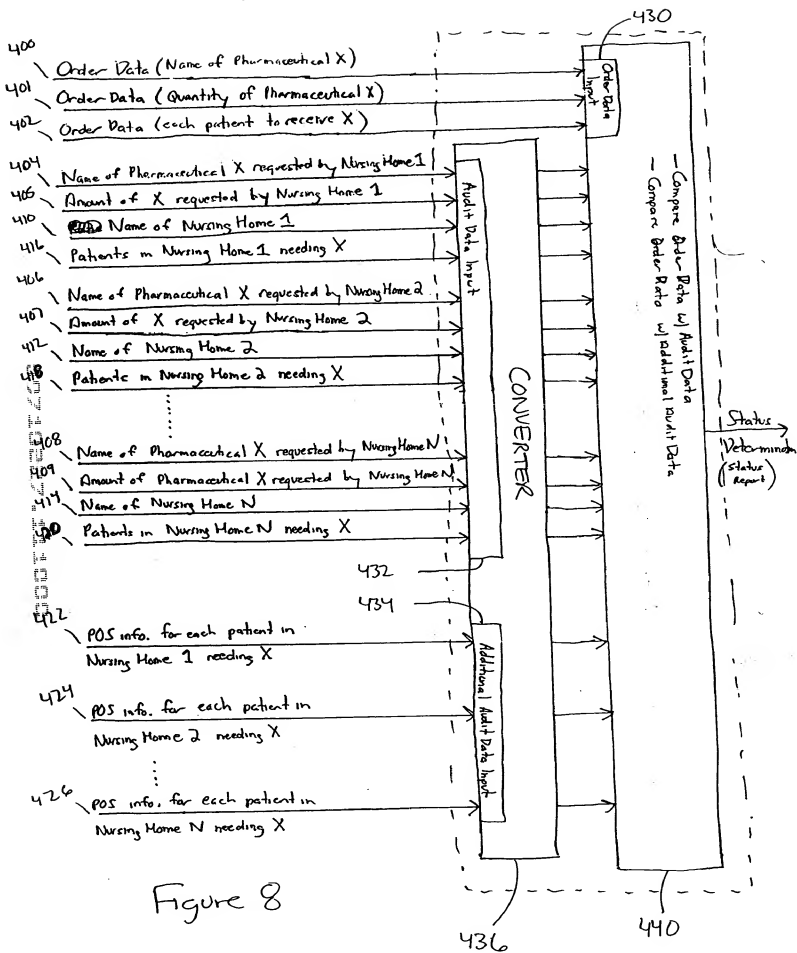 430
400
Order Data (Name of Pharmaceutical X)
401
Order Data (Quantity of Pharmaceutical X)
402
Order Data (each patient to receive X)
Order Data
Input
404
Name of Pharmaceutical X requested by Nursing Home 1
405
Amount of X requested by Nursing Home 1
410
Name of Nursing Home 1
416
Patients in Nursing Home 1 needing X
406
Name of Pharmaceutical X requested by Nursing Home 2
407
Amount of X requested by Nursing Home 2
412
Name of Nursing Home 2
418
Patients in Nursing Home 2 needing X
408
Name of Pharmaceutical X requested by Nursing Home N
409
Amount of X requested by Nursing Home N
414
Name of Nursing Home N
420
Patients in Nursing Home N needing X
Audit Data Input
CONVERTER
- Compare Order Data w/ Audit Data
- Compare Order Data w/ Additional Audit Data
Status
Determination
(status
Report)
432
434
422
POS info. for each patient in
Nursing Home 1 needing X
424
POS info. for each patient in
Nursing Home 2 needing X
426
POS info. for each patient in
Nursing Home N needing X
Additional Audit Data Input
Figure 8
436
440